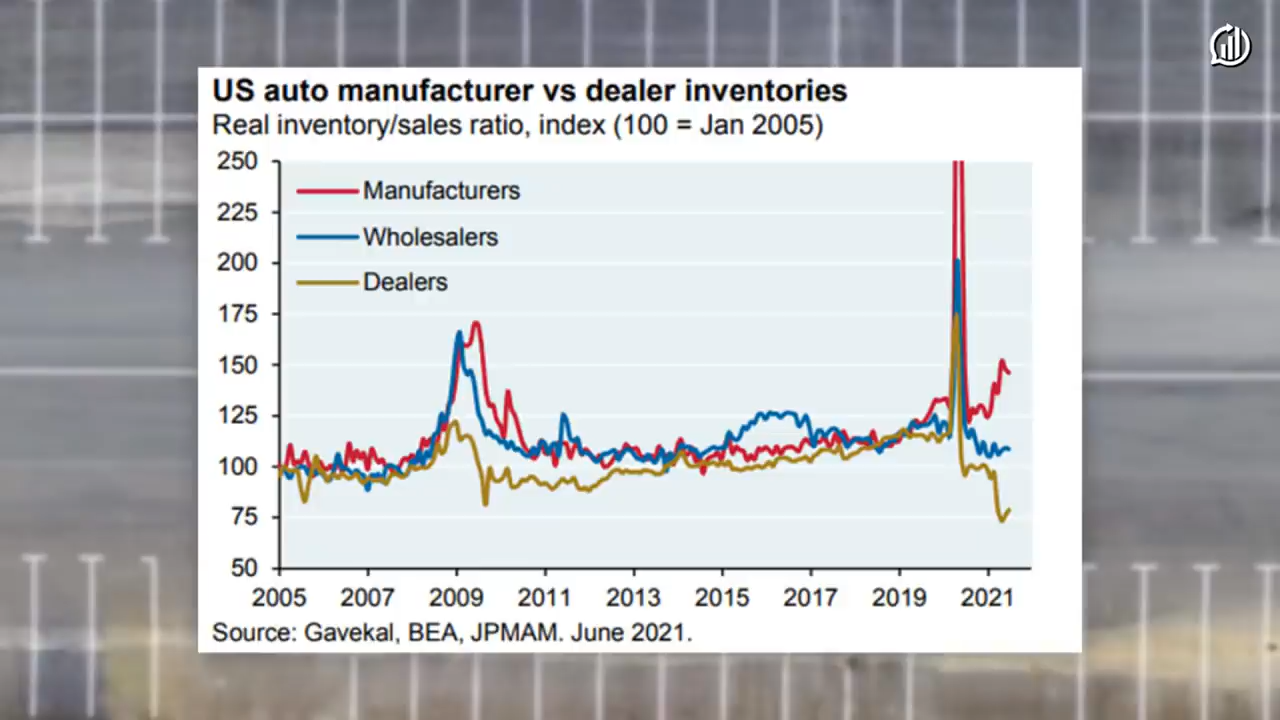 US auto manufacturer vs dealer inventories
Real inventory/sales ratio, index (100 = Jan 2005)
250
225
200
175
150
125
100
75
50
Manufacturers
Wholesalers
Dealers
2005 2007 2009 2011 2013 2015 2017 2019 2021
Source: Gavekal, BEA, JPMAM. June 2021.